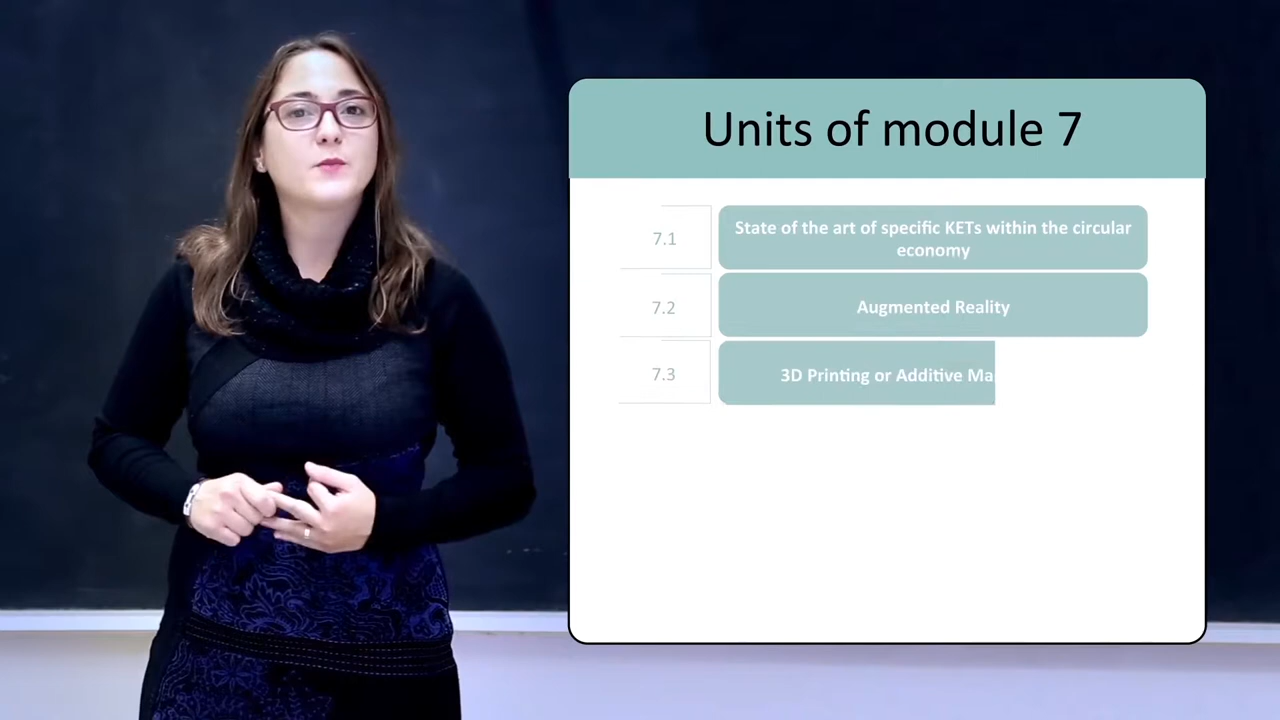 Units of module 7
7.1
State of the art of specific KETs within the circular
economy
7.2
Augmented Reality
7.3
3D Printing or Additive Ma